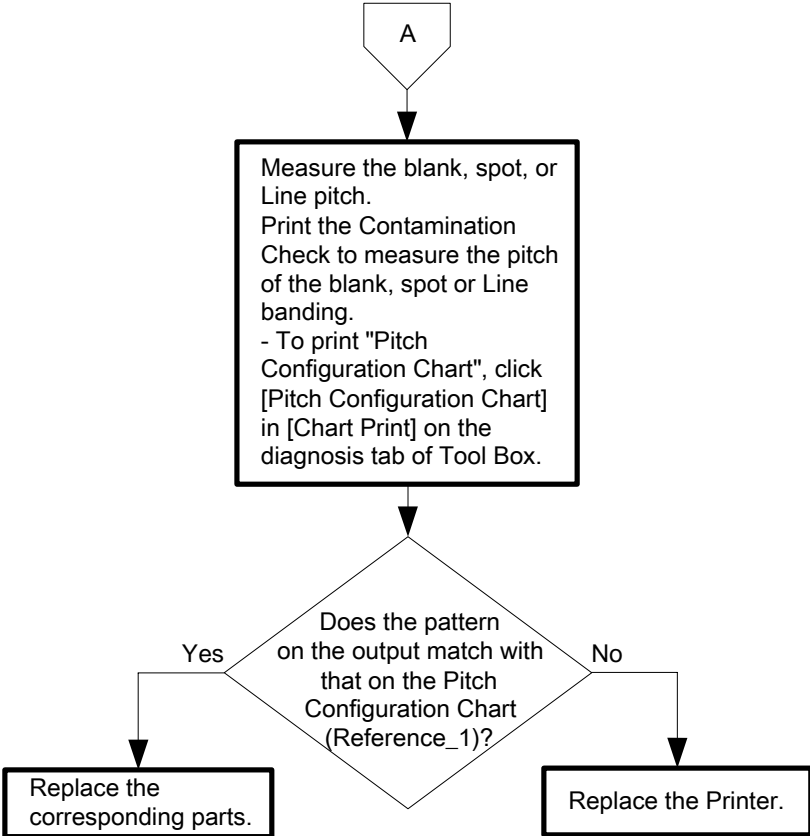 A
Measure the blank, spot, or
Line pitch.
Print the Contamination
Check to measure the pitch
of the blank, spot or Line
banding.
- To print "Pitch
Configuration Chart", click
[Pitch Configuration Chart]
in [Chart Print] on the
diagnosis tab of Tool Box.
Does the pattern
on the output match with
that on the Pitch
Configuration Chart
(Reference_1)?
Yes
No
Replace the
corresponding parts.
Replace the Printer.